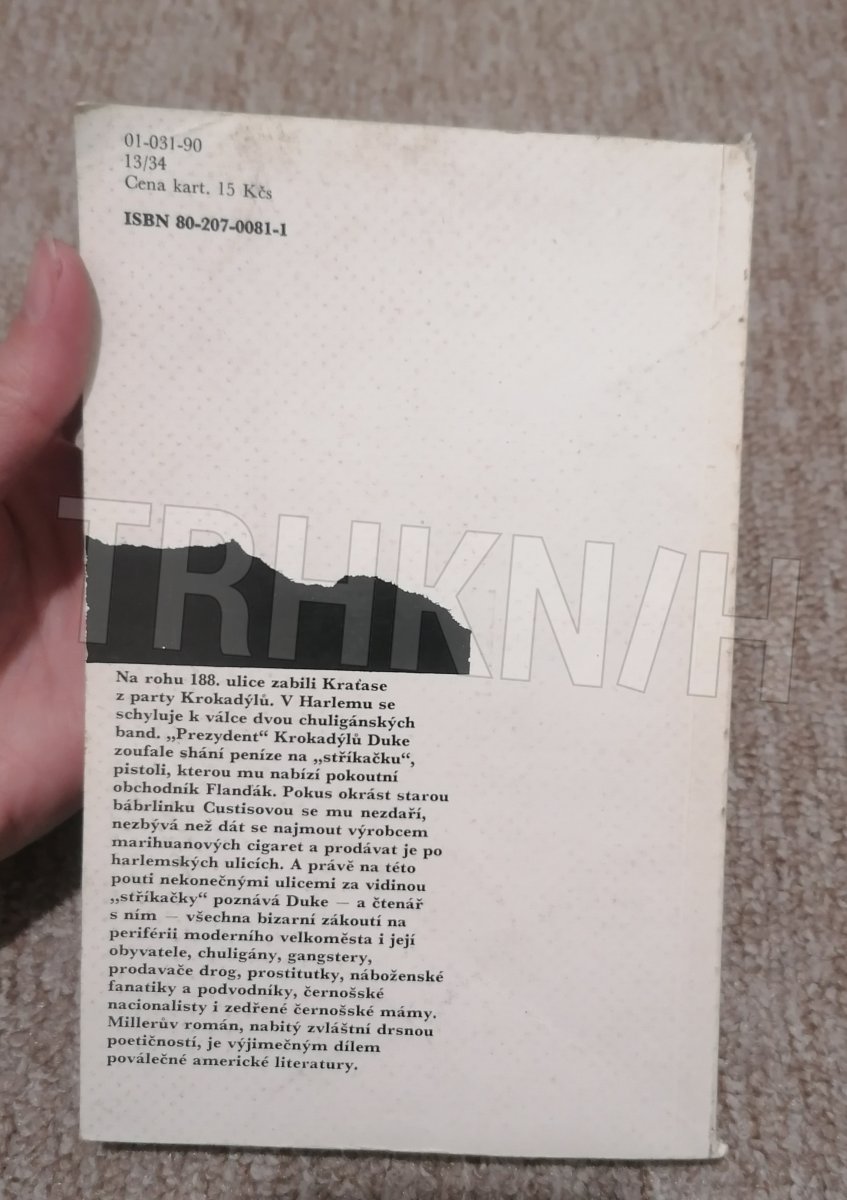 01-031-90
13/34
Cena kart. 15 Kčs
ISBN 80-207-0081-1
TRHKN/H
Na rohu 188. ulice zabili Kraťase
z party Krokadýlů. V Harlemu se
schyluje k válce dvou chuligánských
band. „Prezydent“ Krokadýlů Duke
zoufale shání peníze na „stříkačku“,
pistoli, kterou mu nabízí pokoutní
obchodník Flanďák. Pokus okrást starou
bábrlinku Custisovou se mu nezdaří,
nezbývá než dát se najmout výrobcem
marihuanových cigaret a prodávat je po
harlemských ulicích. A právě na této
pouti nekonečnými ulicemi za vidinou
„stříkačky“ poznává Duke — a čtenář
s ním — všechna bizarní zákoutí na
periférii moderního velkoměsta i její
obyvatele, chuligány, gangstery,
prodavače drog, prostitutky, náboženské
fanatiky a podvodníky, černošské
nacionalisty i zedřené černošské mámy.
Millerův román, nabitý zvláštní drsnou
poetičností, je výjimečným dílem
poválečné americké literatury.